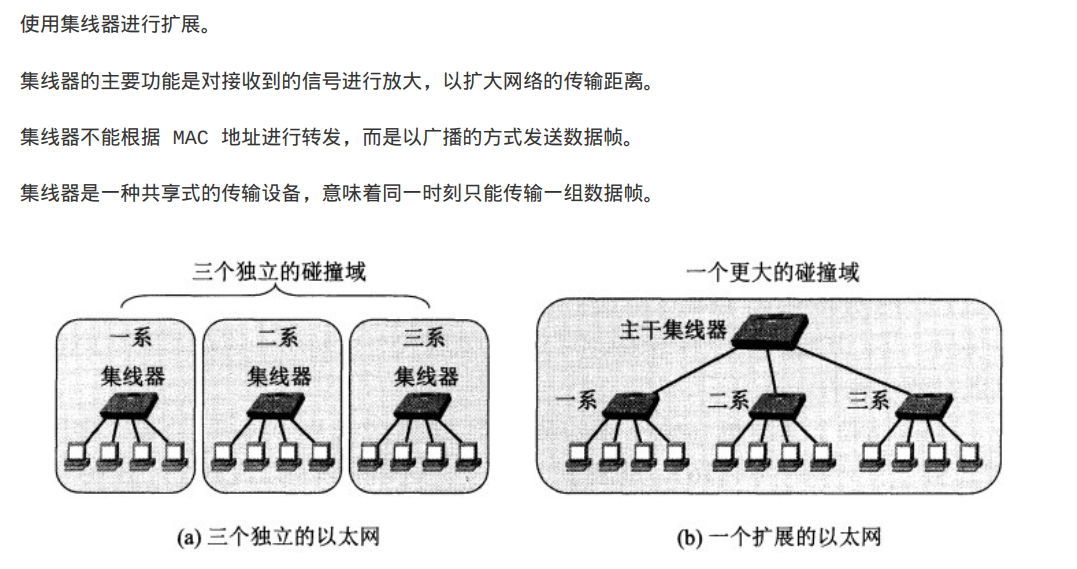 使用集线器进行扩展。
集线器的主要功能是对接收到的信号进行放大，以扩大网络的传输距离。
集线器不能根据 MAC 地址进行转发，而是以广播的方式发送数据帧。
集线器是一种共享式的传输设备，意味着同一时刻只能传输一组数据帧。
三个独立的碰撞域
一系
集线器
二系
集线器
三系
集线器
(a) 三个独立的以太网
一个更大的碰撞域
主干集线器
一系
二系
三系
(b) 一个扩展的以太网